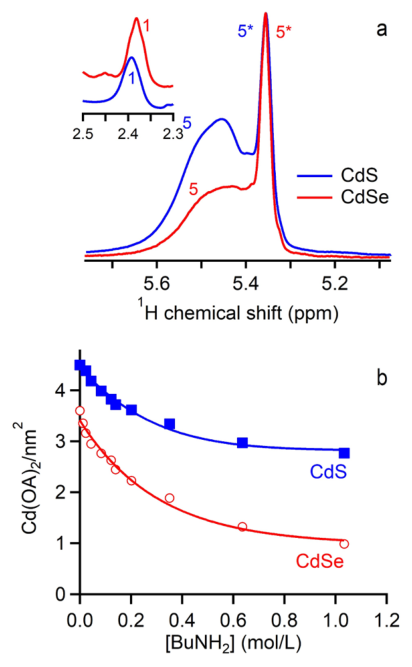 a
1
1
2.5 2.4 2.3
5* 5*
5
5
CdS
CdSe
5.6 5.4 5.2
¹H chemical shift (ppm)
b
4
3
2
1
0
Cd(OA)₂/nm²
CdS
CdSe
0.0 0.2 0.4 0.6 0.8 1.0 1.2
[BuNH₂] (mol/L)